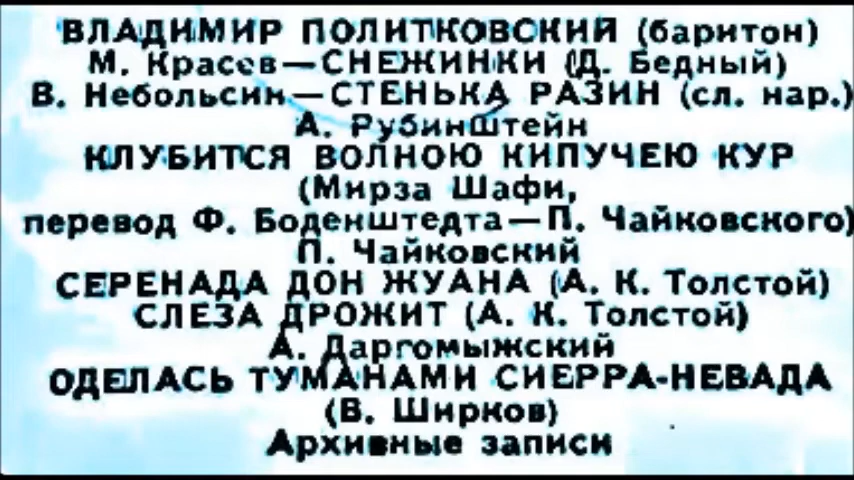 ВЛАДИМИР ПОЛИТКОВСКИЙ (баритон)
М. Красев—СНЕЖИНКИ (Д. Бедный)
В. Небольсин—СТЕНЬКА РАЗИН (сл. нар.)
А. Рубинштейн
КЛУБИТСЯ ВОЛНОЮ КИПУЧЕЮ КУР
(Мирза Шафи,
перевод Ф. Боденштедта—П. Чайковского)
П. Чайковский
СЕРЕНАДА ДОН ЖУАНА (А. К. Толстой)
СЛЕЗА ДРОЖИТ (А. К. Толстой)
А. Даргомыжский
ОДЕЛАСЬ ТУМАНАМИ СИЕРРА-НЕВАДА
(В. Ширков)
Архивные записи